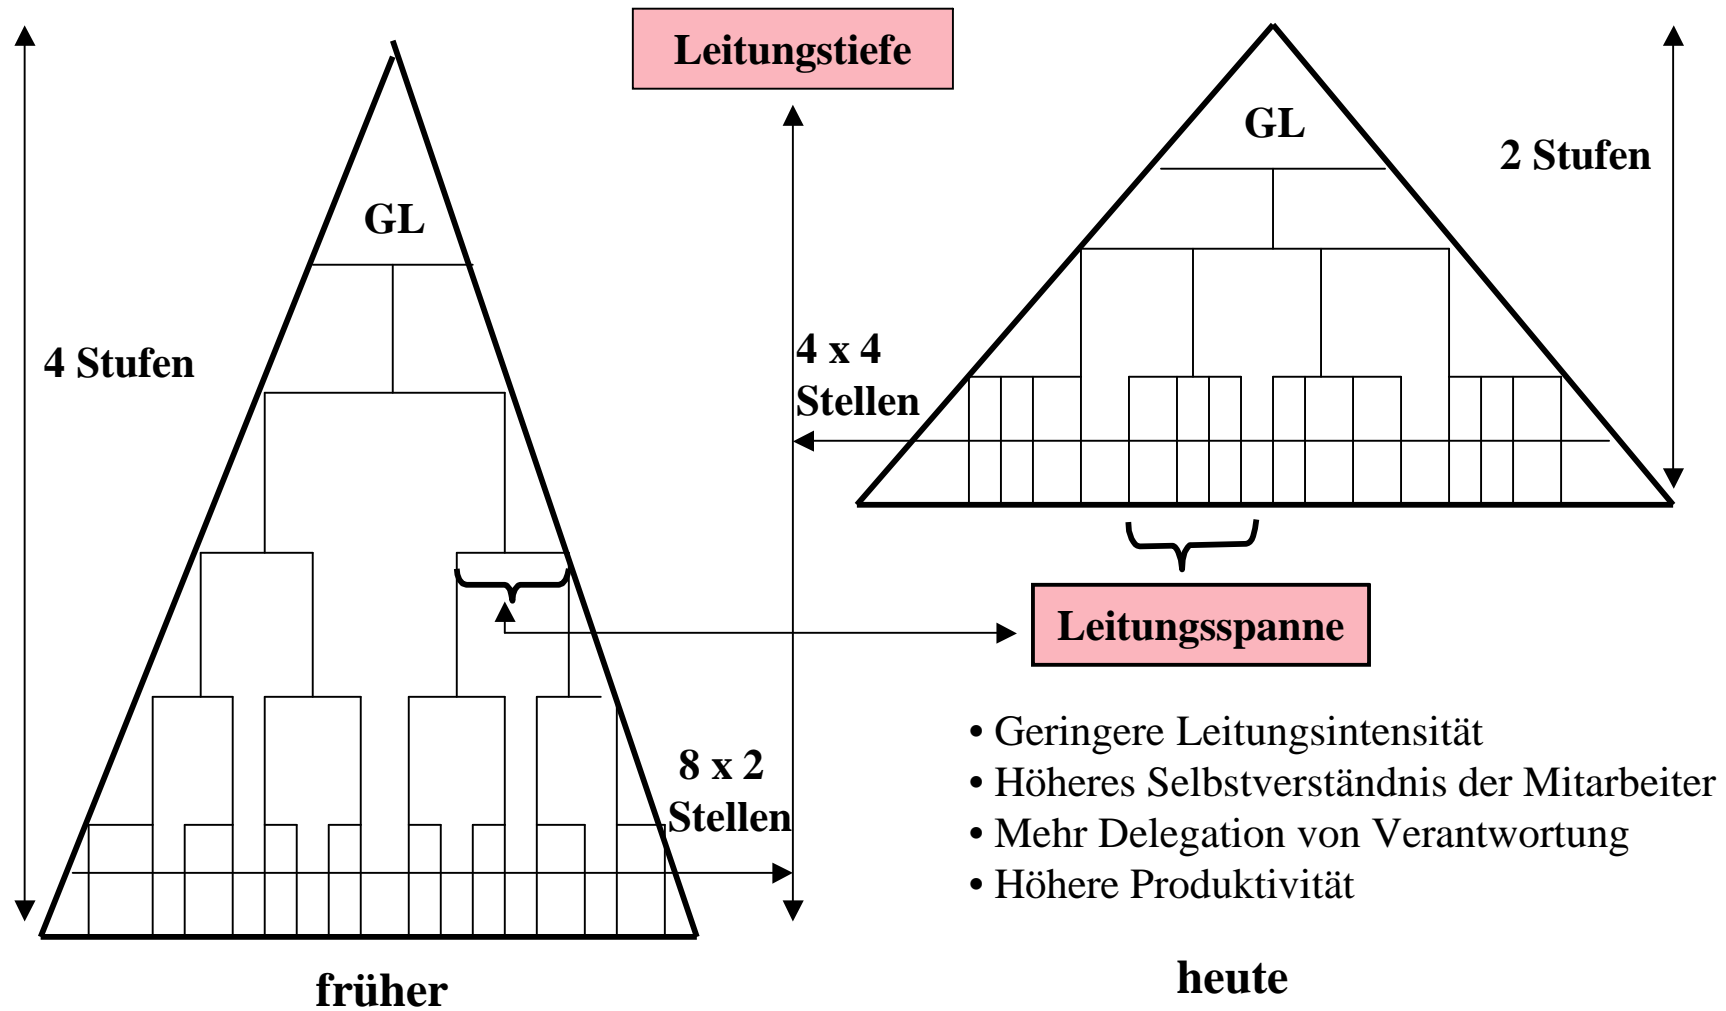 Leitungstiefe
GL
4 Stufen
8 x 2
Stellen
früher
GL
2 Stufen
4 x 4
Stellen
Leitungsspanne
• Geringere Leitungsintensität
• Höheres Selbstverständnis der Mitarbeiter
• Mehr Delegation von Verantwortung
• Höhere Produktivität
heute